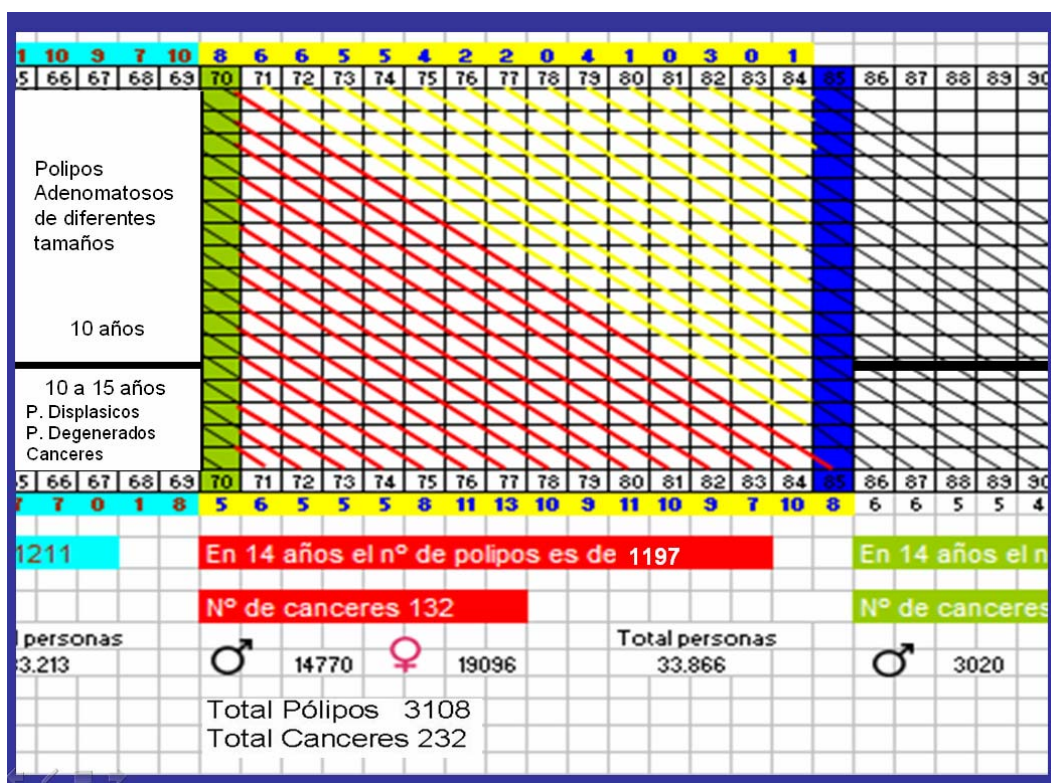 1 10 9 7 10 8 6 6 5 5 4 2 2 0 4 1 0 3 0 1
5 66 67 68 69 70 71 72 73 74 75 76 77 78 79 80 81 82 83 84 85 86 87 88 89 90
Polipos
Adenomatosos
de diferentes
tamaños
10 años
10 a 15 años
P. Displasicos
P. Degenerados
Canceres
5 66 67 68 69 70 71 72 73 74 75 76 77 78 79 80 81 82 83 84 85 86 87 88 89 90
7 7 0 1 8 5 6 5 5 5 8 11 13 10 9 11 10 9 7 10 8 6 6 5 5 4
1211 En 14 años el nº de polipos es de 1197 En 14 años el n
Nº de canceres 132 Nº de canceres
l personas Total personas
33.213 ♂ 14770 ♀ 19096 33.866 ♂ 3020
Total Pólipos 3108
Total Canceres 232